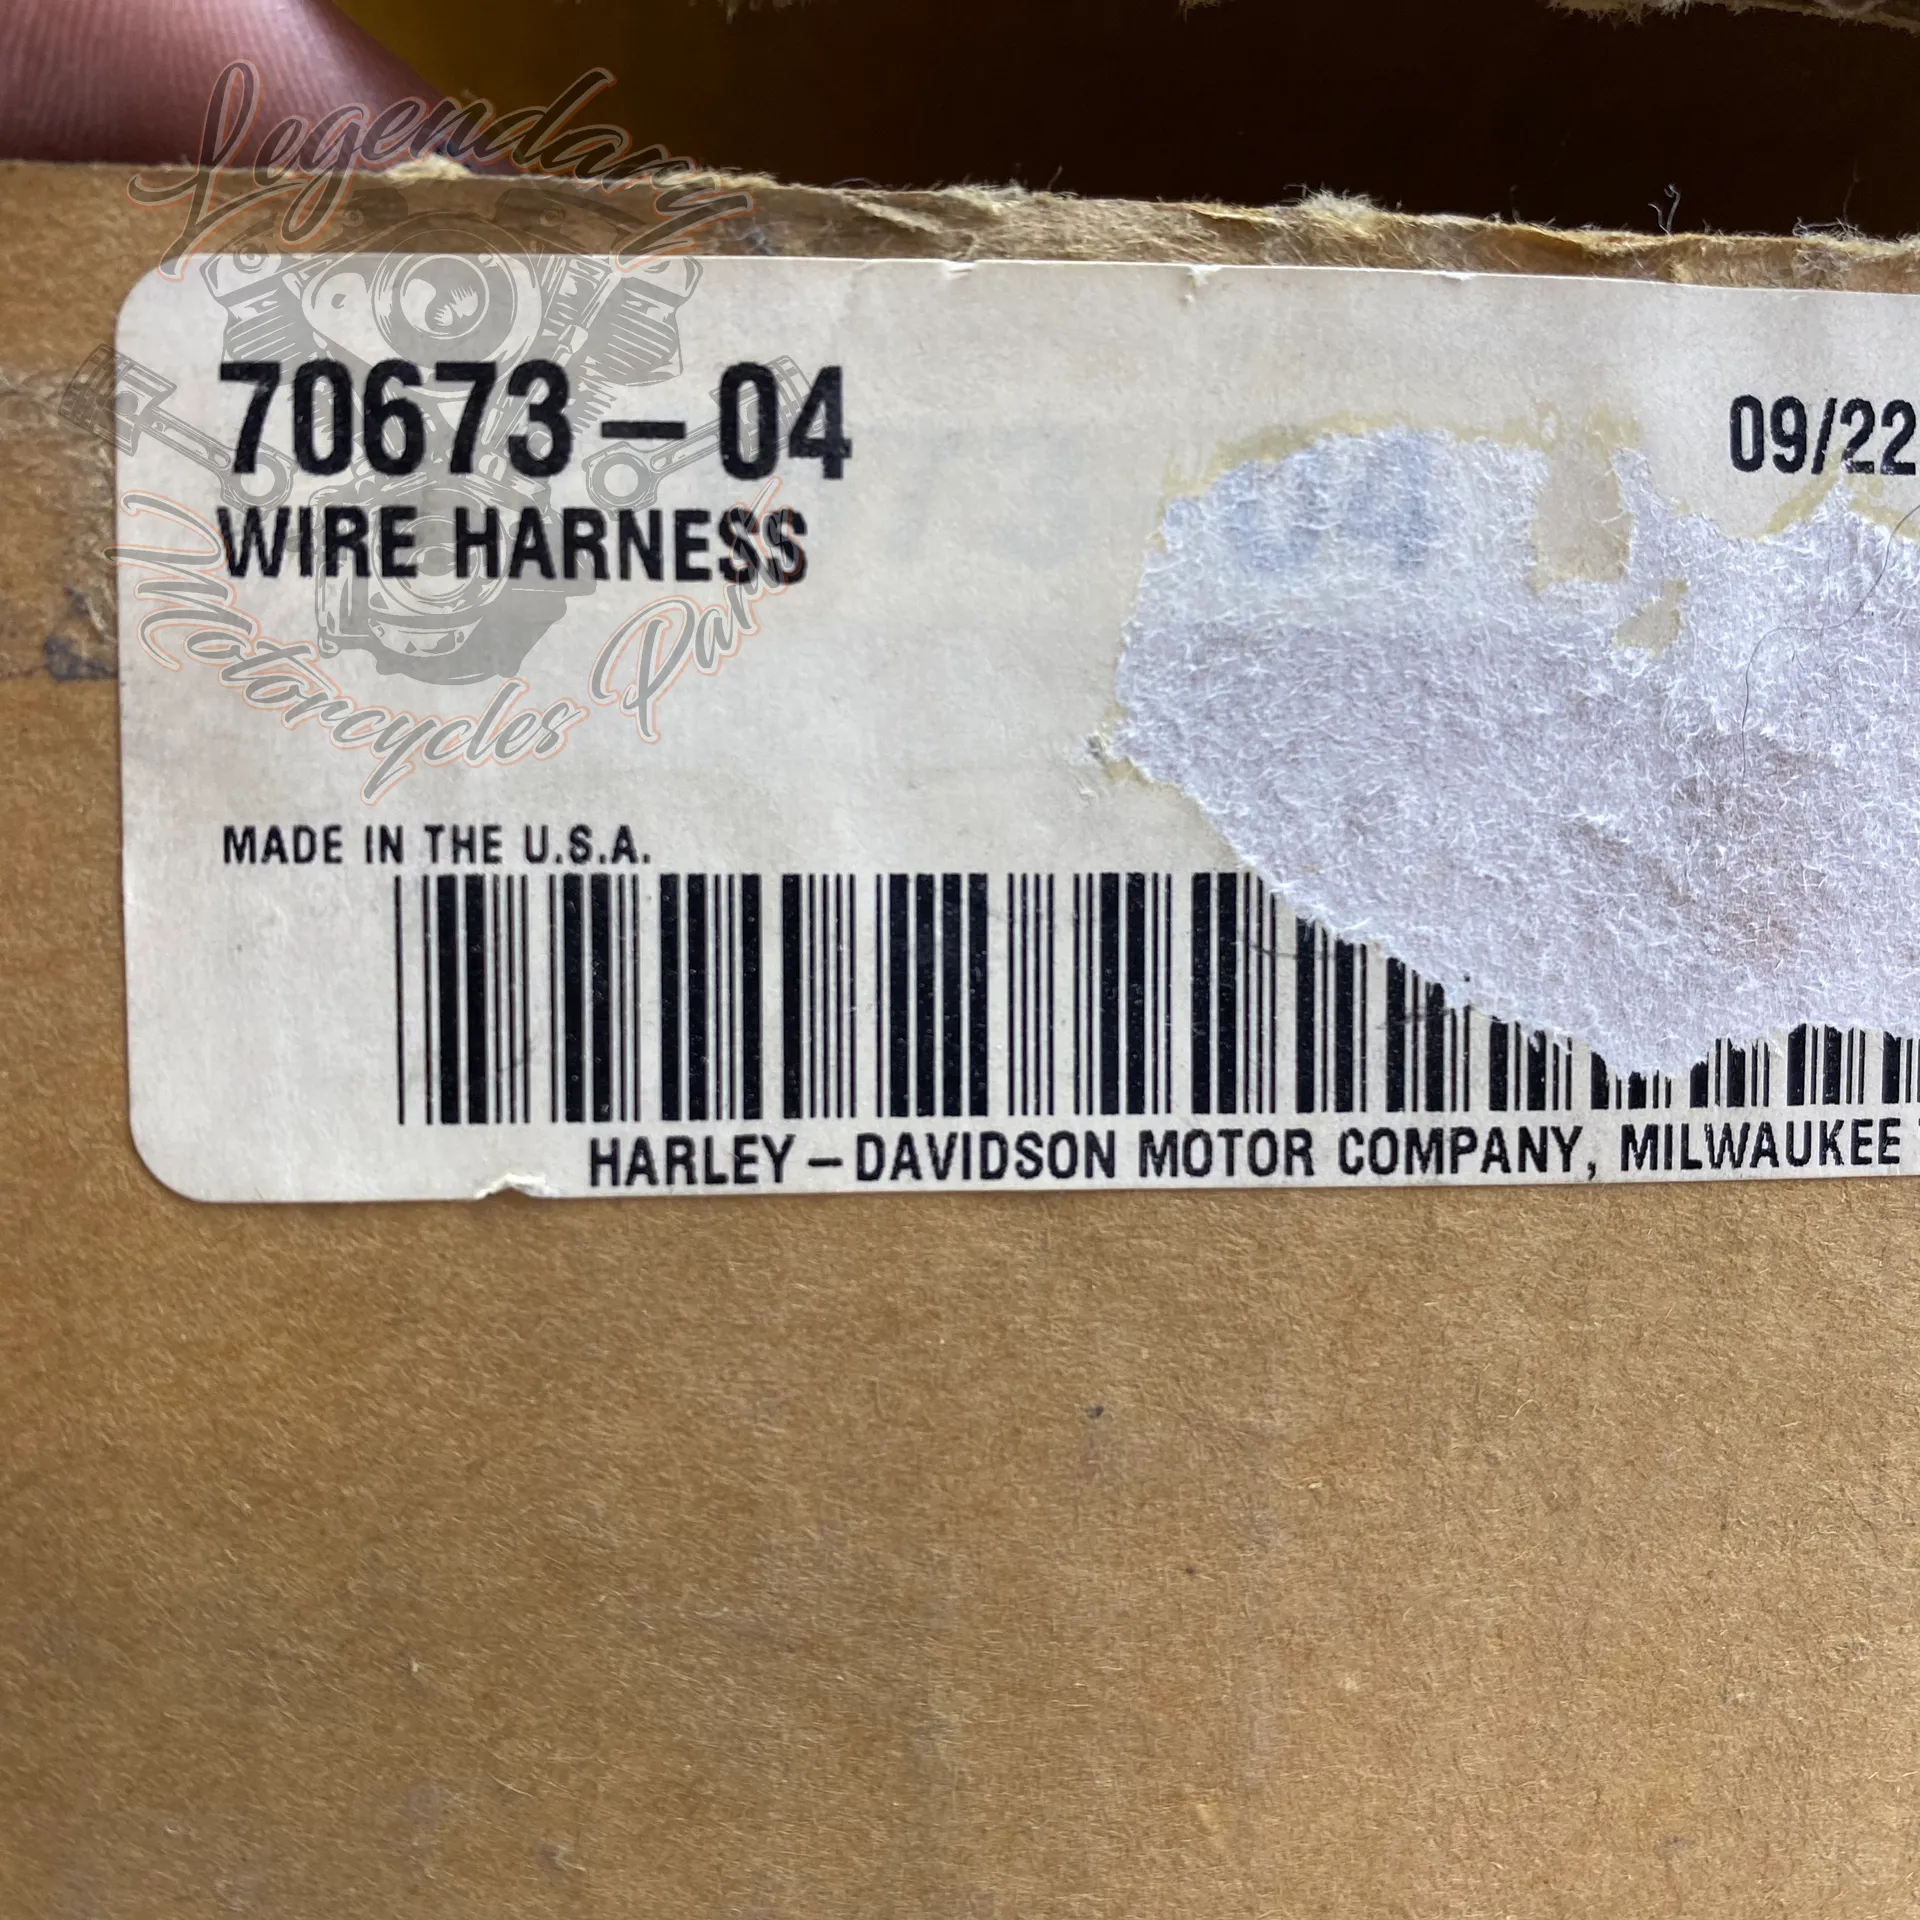 Legendary
Motorcycles Parts
70673-04
09/22
WIRE HARNESS
MADE IN THE U.S.A.
HARLEY-DAVIDSON MOTOR COMPANY, MILWAUKEE